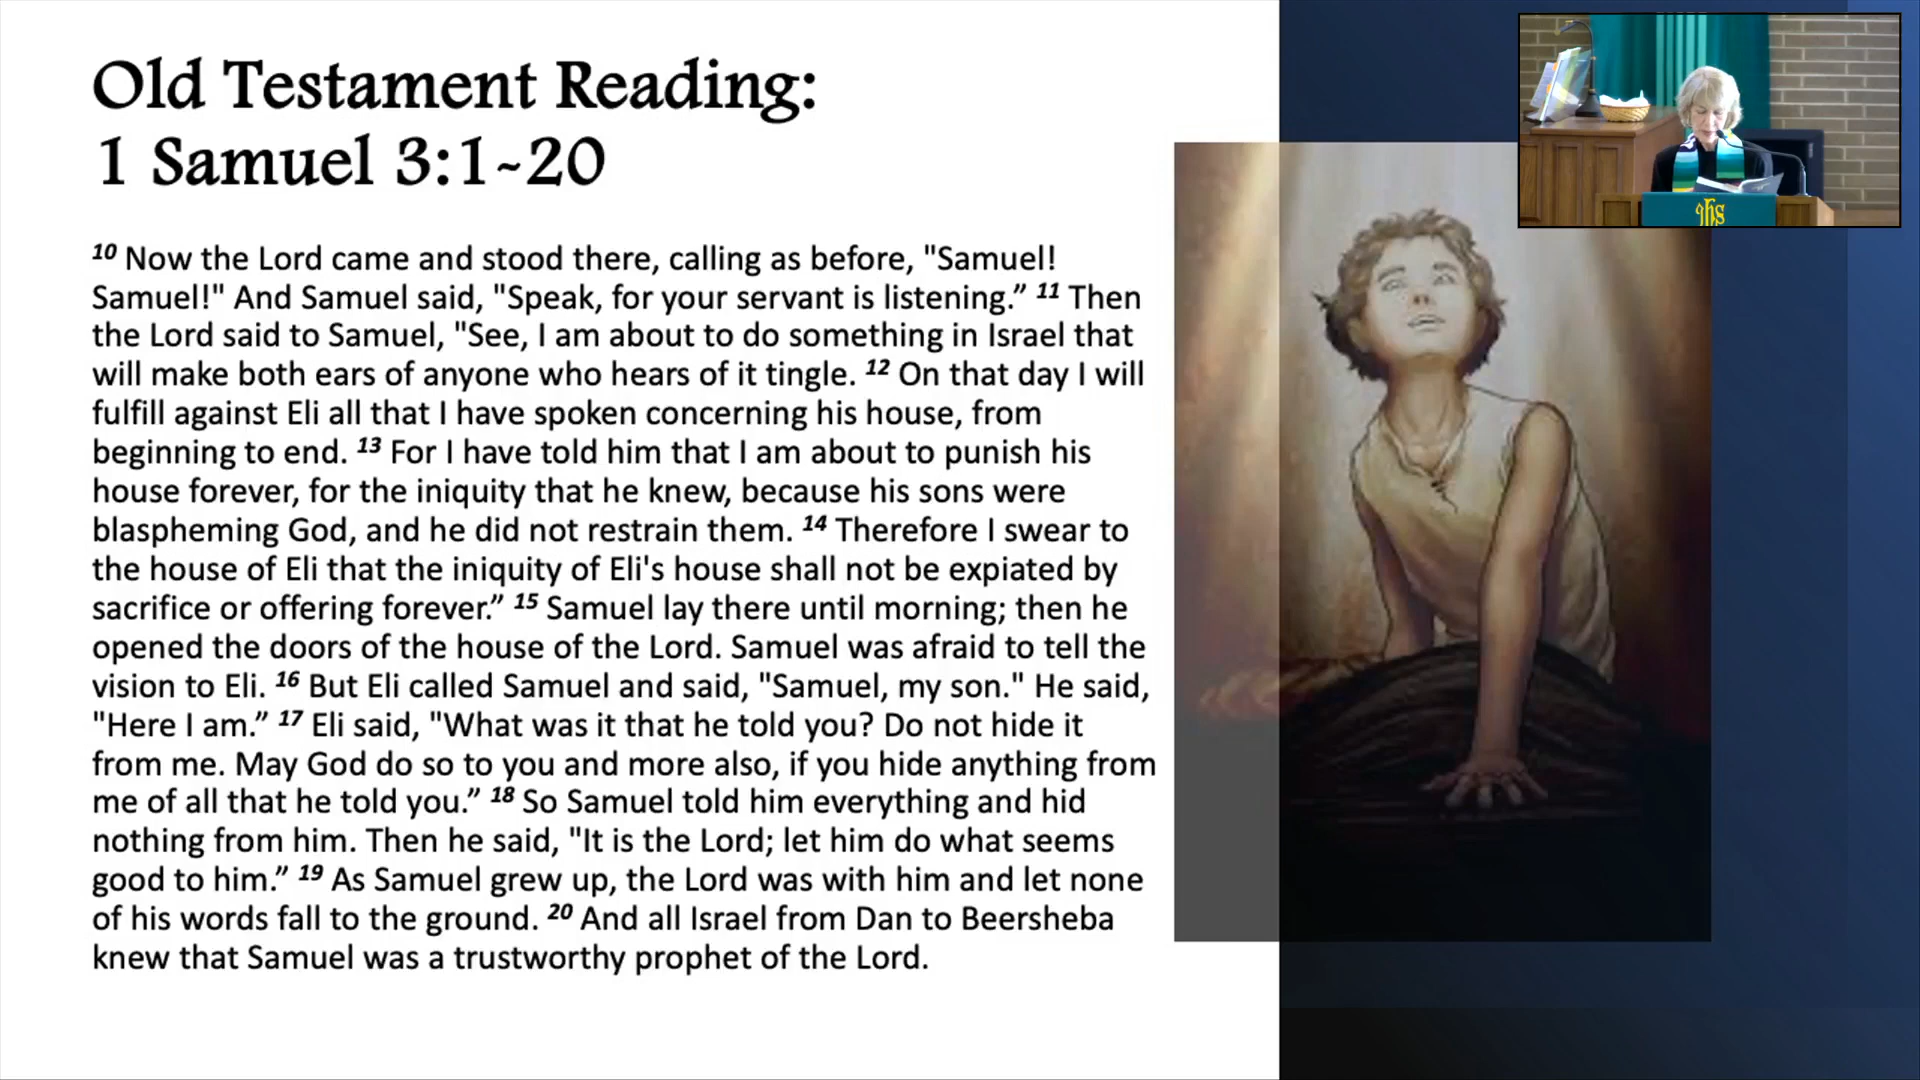 Old Testament Reading:
1 Samuel 3:1~20
10 Now the Lord came and stood there, calling as before, "Samuel!
Samuel!" And Samuel said, "Speak, for your servant is listening.” 11 Then
the Lord said to Samuel, "See, I am about to do something in Israel that
will make both ears of anyone who hears of it tingle. 12 On that day I will
fulfill against Eli all that I have spoken concerning his house, from
beginning to end. 13 For I have told him that I am about to punish his
house forever, for the iniquity that he knew, because his sons were
blaspheming God, and he did not restrain them. 14 Therefore I swear to
the house of Eli that the iniquity of Eli's house shall not be expiated by
sacrifice or offering forever.” 15 Samuel lay there until morning; then he
opened the doors of the house of the Lord. Samuel was afraid to tell the
vision to Eli. 16 But Eli called Samuel and said, "Samuel, my son." He said,
"Here I am.” 17 Eli said, "What was it that he told you? Do not hide it
from me. May God do so to you and more also, if you hide anything from
me of all that he told you.” 18 So Samuel told him everything and hid
nothing from him. Then he said, "It is the Lord; let him do what seems
good to him.” 19 As Samuel grew up, the Lord was with him and let none
of his words fall to the ground. 20 And all Israel from Dan to Beersheba
knew that Samuel was a trustworthy prophet of the Lord.
ihs